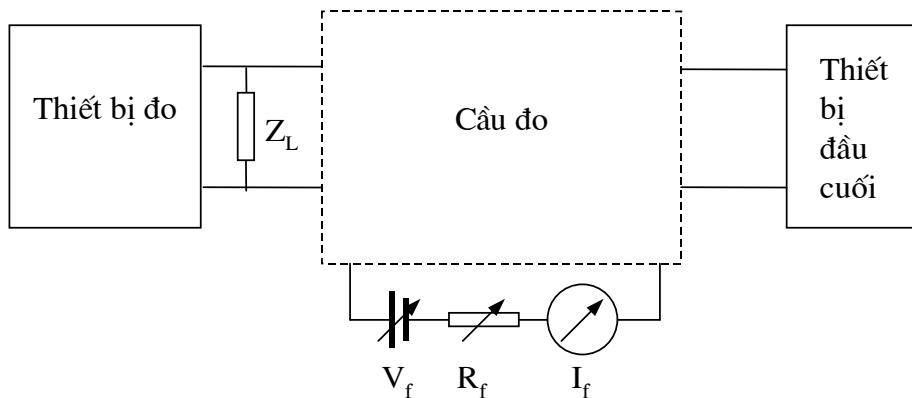 Thiết bị đo
Z_L
Cầu đo
Thiết
bị
đầu
cuối
V_f
R_f
I_f